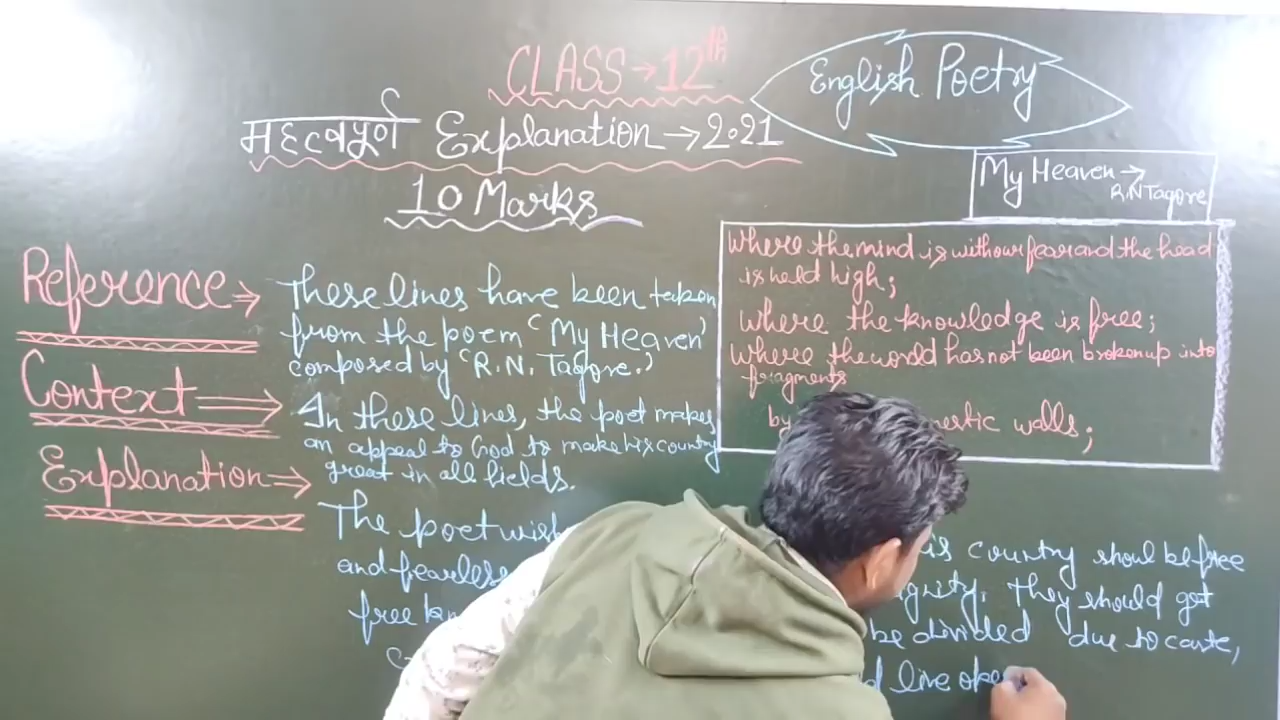 CLASS→12th
English Poetry
महत्वपूर्ण Explanation →2021
10 Marks
My Heaven →
R.N Tagore
Where the mind is without fear and the head
is held high;
Where the knowledge is free;
Where the world has not been broken up into
fragments
by domestic walls;
Reference →
These lines have been taken
from the poem 'My Heaven'
composed by 'R.N. Tagore.'
Context ⇒
In these lines, the poet makes
an appeal to God to make his country
great in all fields.
Explanation →
The poet wish is country shoul be free
and fearless They should get
free be divided due to caste,
live ope